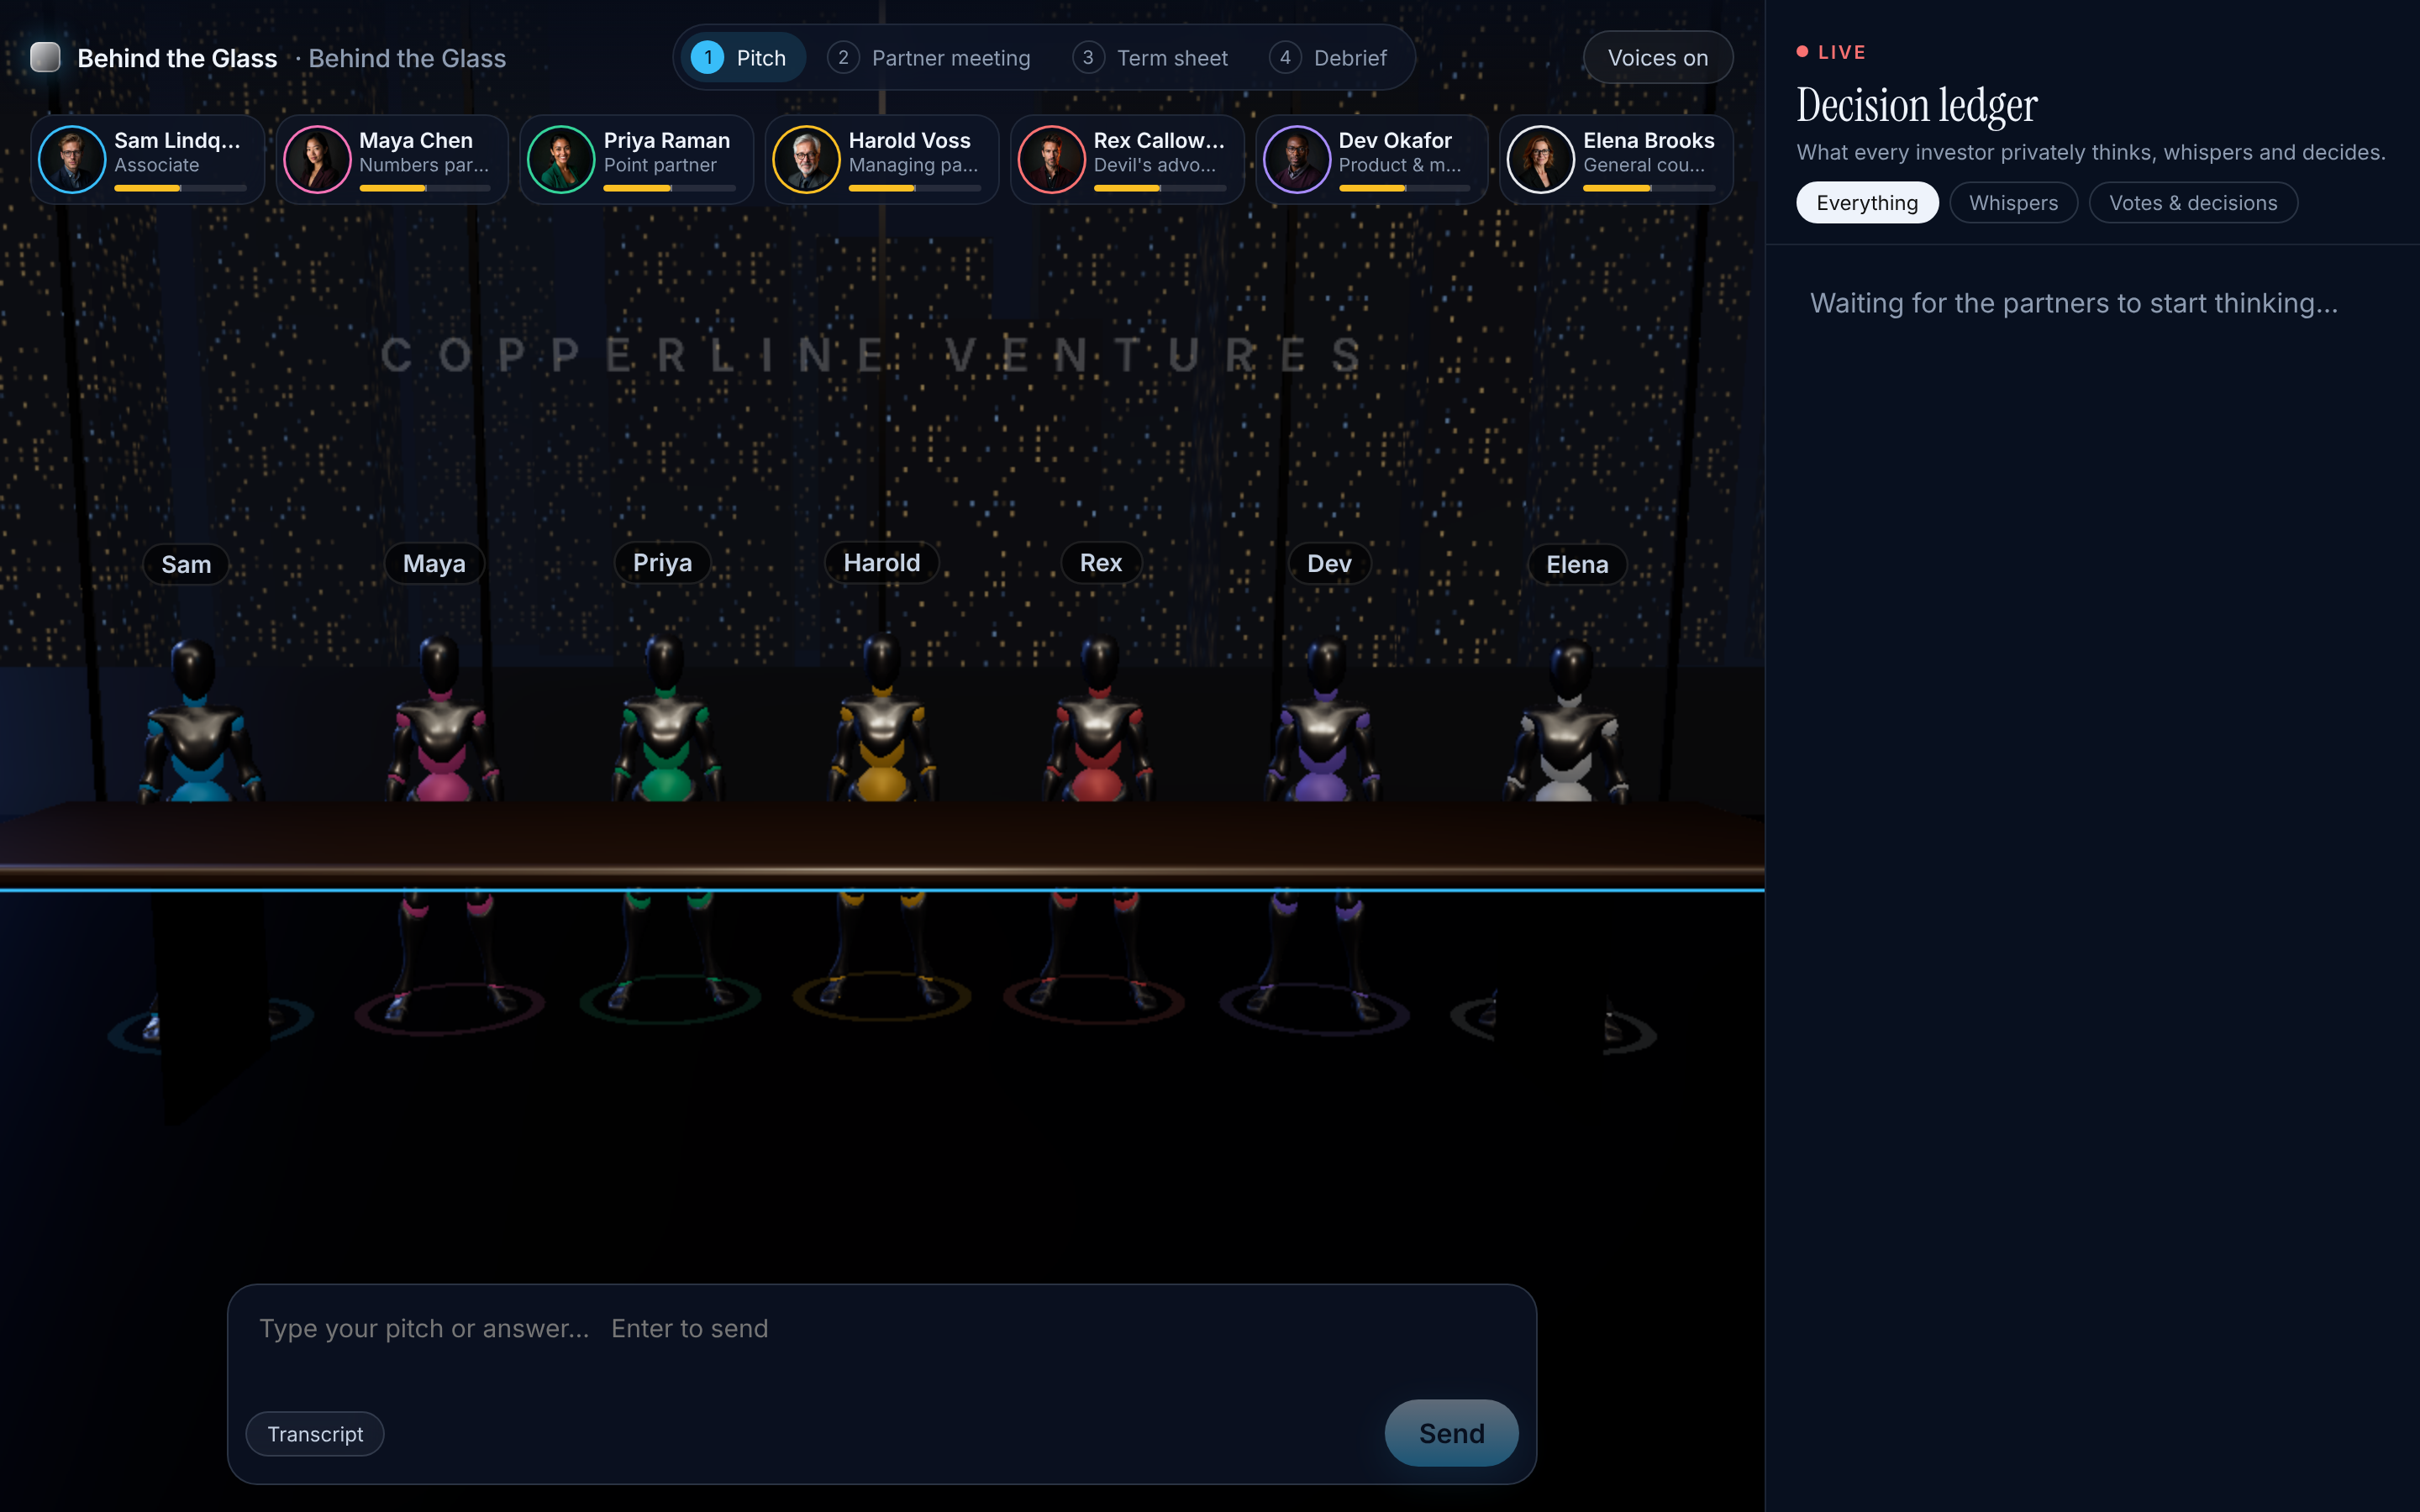 Behind the Glass · Behind the Glass
1 Pitch
2 Partner meeting
3 Term sheet
4 Debrief
Voices on
Sam Lindq...
Associate
Maya Chen
Numbers par...
Priya Raman
Point partner
Harold Voss
Managing pa...
Rex Callow...
Devil's advo...
Dev Okafor
Product & m...
Elena Brooks
General cou...
COPPERLINE VENTURES
Sam
Maya
Priya
Harold
Rex
Dev
Elena
Type your pitch or answer... Enter to send
Transcript
Send
LIVE
Decision ledger
What every investor privately thinks, whispers and decides.
Everything
Whispers
Votes & decisions
Waiting for the partners to start thinking...